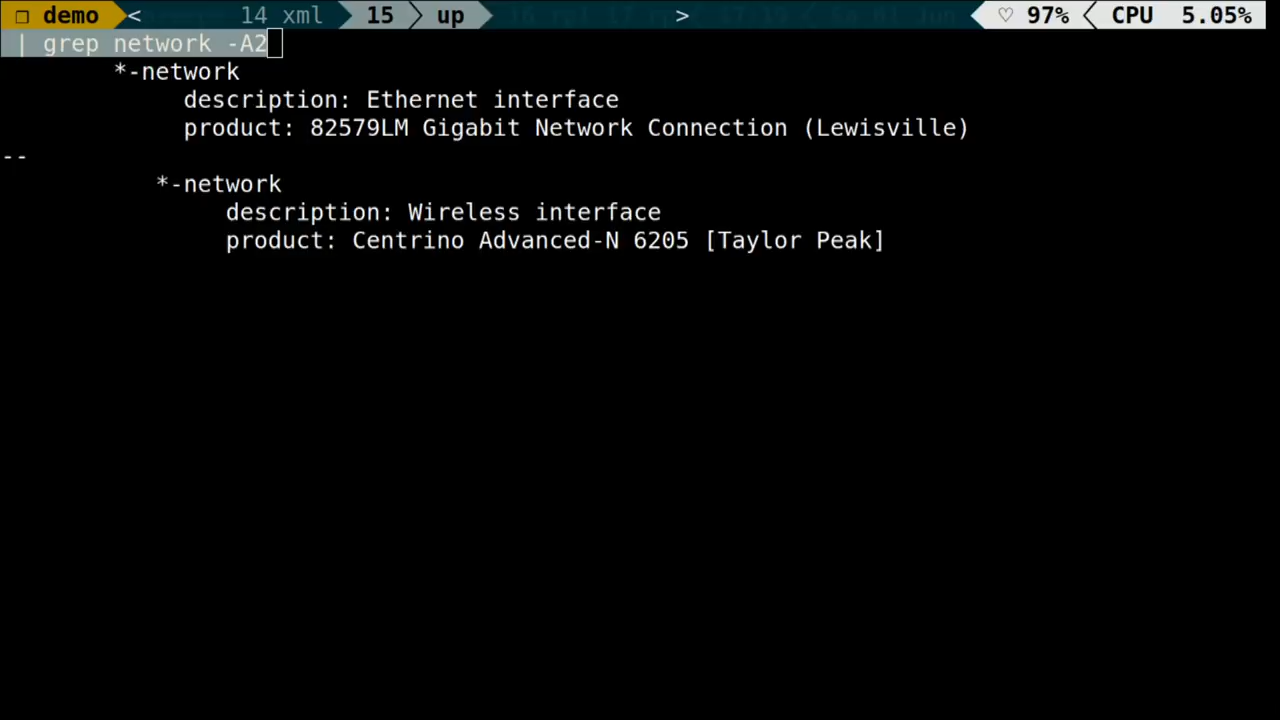 ❐ demo < 14 xml 15 up > ♡ 97% CPU 5.05%
| grep network -A2
*-network
description: Ethernet interface
product: 82579LM Gigabit Network Connection (Lewisville)
--
*-network
description: Wireless interface
product: Centrino Advanced-N 6205 [Taylor Peak]